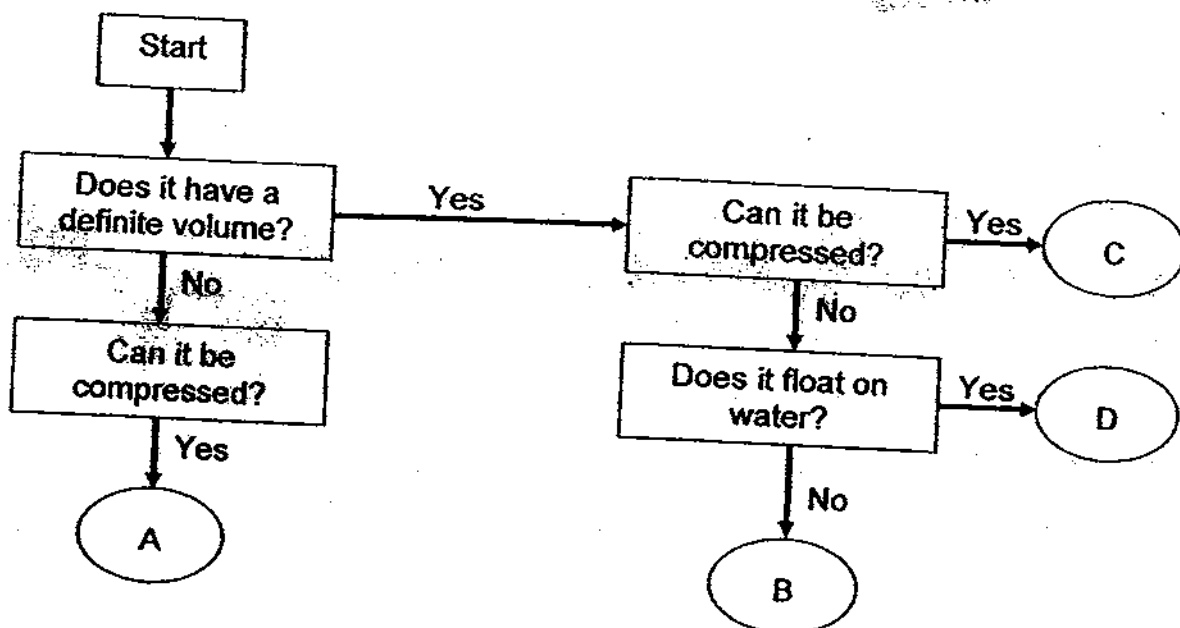 Start
Does it have a
definite volume?
Yes
Can it be
compressed?
Yes
C
No
No
Can it be
compressed?
Does it float on
water?
Yes
D
Yes
No
A
B